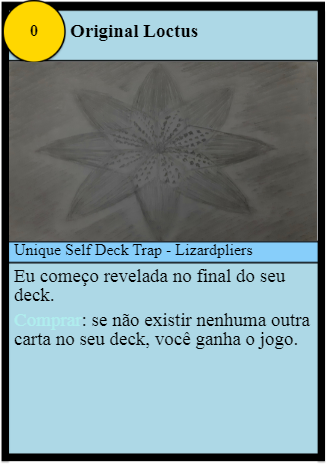 0
Original Loctus
Unique Self Deck Trap - Lizardpliers
Eu começo revelada no final do seu
deck.
Comprar: se não existir nenhuma outra
carta no seu deck, você ganha o jogo.